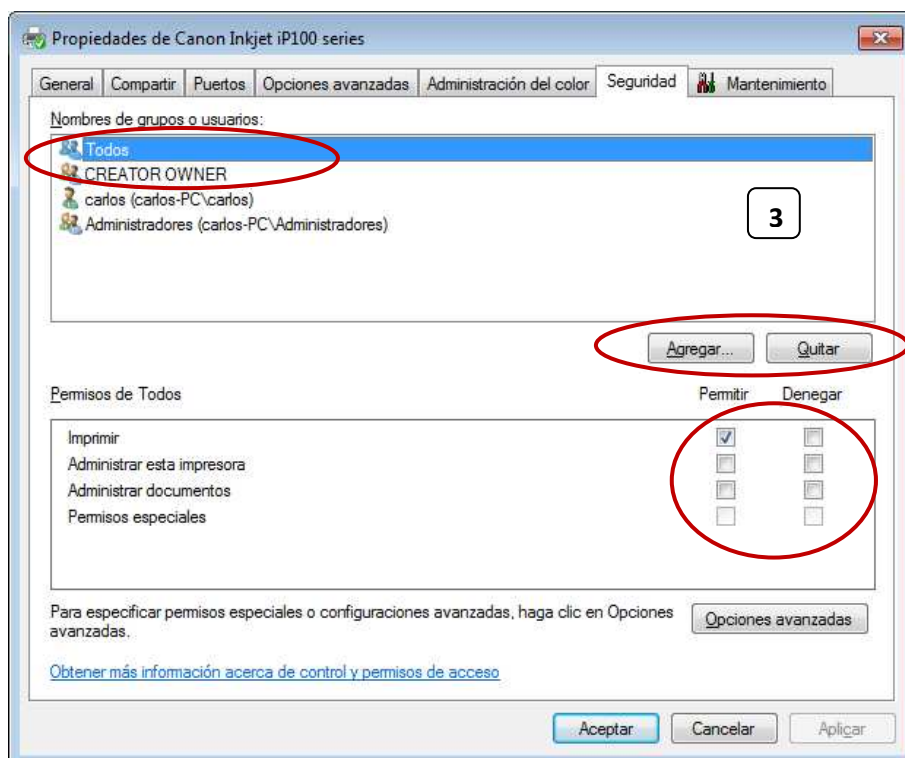 Propiedades de Canon Inkjet iP100 series
General Compartir Puertos Opciones avanzadas Administración del color Seguridad Mantenimiento
Nombres de grupos o usuarios:
Todos
CREATOR OWNER
carlos (carlos-PC\carlos)
Administradores (carlos-PC\Administradores)
3
Agregar... Quitar
Permisos de Todos Permitir Denegar
Imprimir
Administrar esta impresora
Administrar documentos
Permisos especiales
Para especificar permisos especiales o configuraciones avanzadas, haga clic en Opciones
avanzadas.
Opciones avanzadas
Obtener más información acerca de control y permisos de acceso
Aceptar Cancelar Aplicar